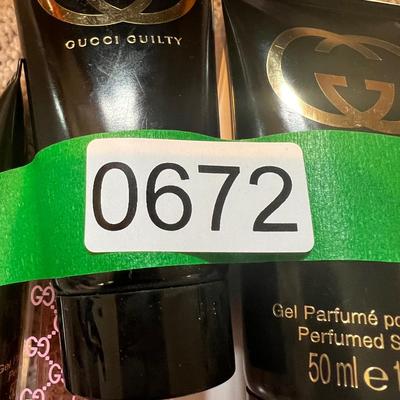 GUCCI GUILTY
0672
Gel Parfumé po
Perfumed S
50 ml e 1